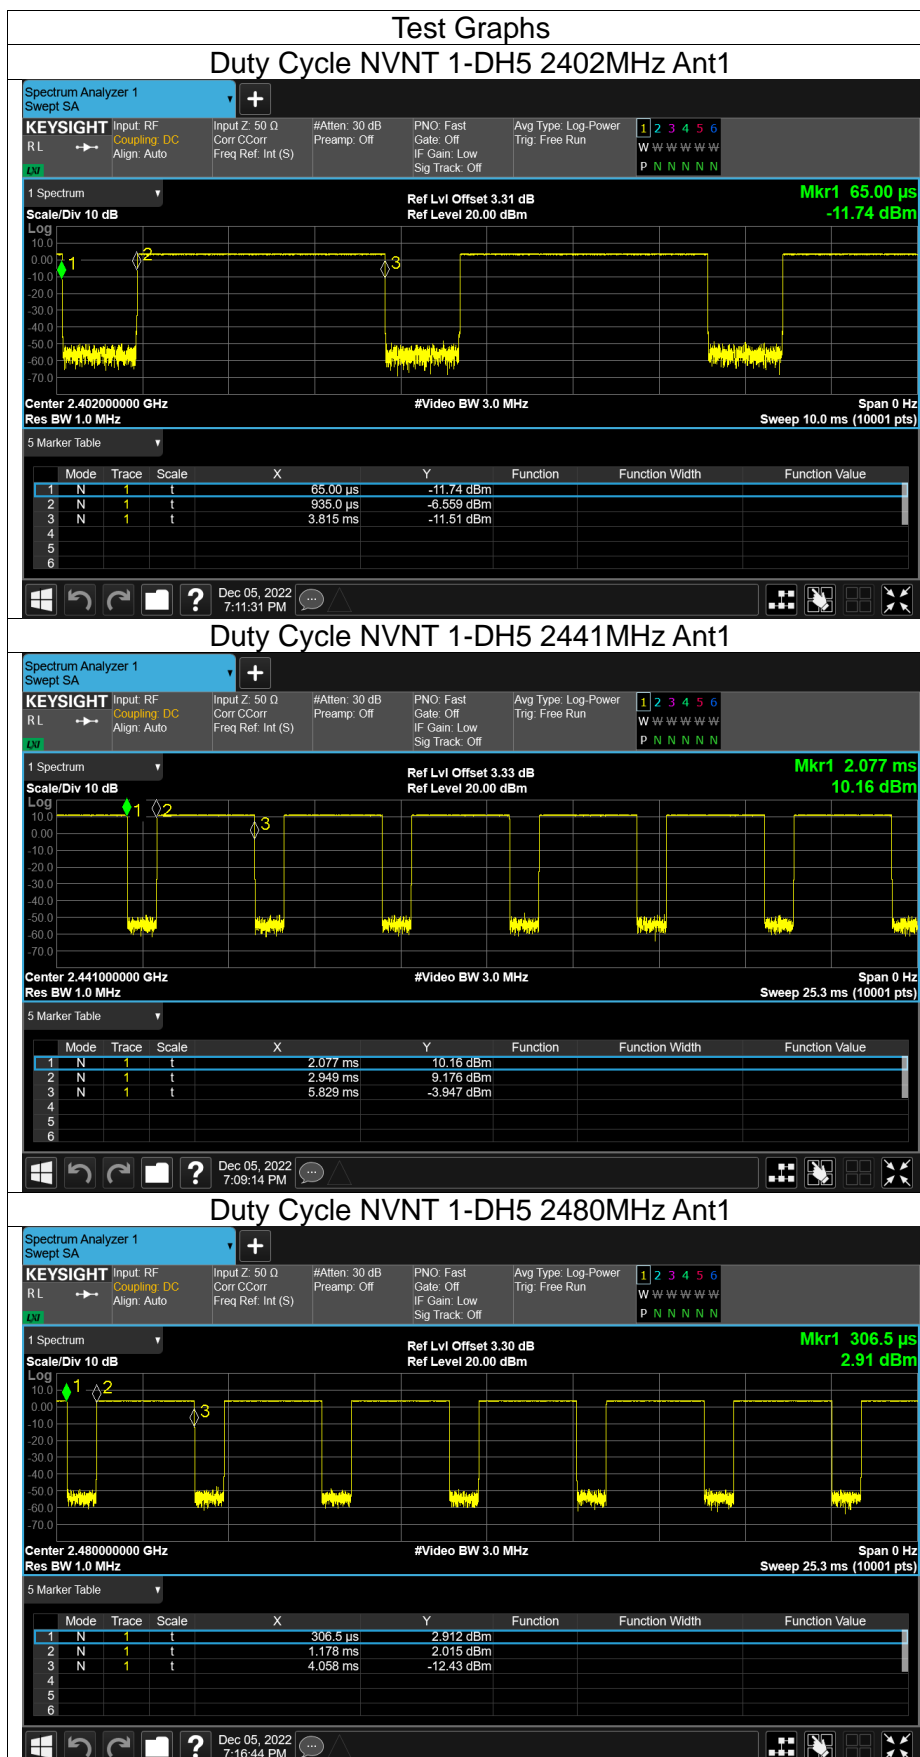 Test Graphs
Duty Cycle NVNT 1-DH5 2402MHz Ant1
Spectrum Analyzer 1
Swept SA
KEYSIGHT Input: RF Input Z: 50 Ω #Atten: 30 dB PNO: Fast Avg Type: Log-Power 1 2 3 4 5 6
RL Coupling: DC Corr CCorr Preamp: Off Gate: Off Trig: Free Run W W W W W W
Align: Auto Freq Ref: Int (S) IF Gain: Low
LXI Sig Track: Off P N N N N N
1 Spectrum Ref Lvl Offset 3.31 dB Mkr1 65.00 µs
Scale/Div 10 dB Ref Level 20.00 dBm -11.74 dBm
Log
10.0
0.00
-10.0
-20.0
-30.0
-40.0
-50.0
-60.0
-70.0
1 2 3
Center 2.402000000 GHz #Video BW 3.0 MHz Span 0 Hz
Res BW 1.0 MHz Sweep 10.0 ms (10001 pts)
5 Marker Table
Mode Trace Scale X Y Function Function Width Function Value
1 N 1 t 65.00 µs -11.74 dBm
2 N 1 t 935.0 µs -6.559 dBm
3 N 1 t 3.815 ms -11.51 dBm
4
5
6
Dec 05, 2022
7:11:31 PM
Duty Cycle NVNT 1-DH5 2441MHz Ant1
Spectrum Analyzer 1
Swept SA
KEYSIGHT Input: RF Input Z: 50 Ω #Atten: 30 dB PNO: Fast Avg Type: Log-Power 1 2 3 4 5 6
RL Coupling: DC Corr CCorr Preamp: Off Gate: Off Trig: Free Run W W W W W W
Align: Auto Freq Ref: Int (S) IF Gain: Low
LXI Sig Track: Off P N N N N N
1 Spectrum Ref Lvl Offset 3.33 dB Mkr1 2.077 ms
Scale/Div 10 dB Ref Level 20.00 dBm 10.16 dBm
Log
10.0
0.00
-10.0
-20.0
-30.0
-40.0
-50.0
-60.0
-70.0
1 2 3
Center 2.441000000 GHz #Video BW 3.0 MHz Span 0 Hz
Res BW 1.0 MHz Sweep 25.3 ms (10001 pts)
5 Marker Table
Mode Trace Scale X Y Function Function Width Function Value
1 N 1 t 2.077 ms 10.16 dBm
2 N 1 t 2.949 ms 9.176 dBm
3 N 1 t 5.829 ms -3.947 dBm
4
5
6
Dec 05, 2022
7:09:14 PM
Duty Cycle NVNT 1-DH5 2480MHz Ant1
Spectrum Analyzer 1
Swept SA
KEYSIGHT Input: RF Input Z: 50 Ω #Atten: 30 dB PNO: Fast Avg Type: Log-Power 1 2 3 4 5 6
RL Coupling: DC Corr CCorr Preamp: Off Gate: Off Trig: Free Run W W W W W W
Align: Auto Freq Ref: Int (S) IF Gain: Low
LXI Sig Track: Off P N N N N N
1 Spectrum Ref Lvl Offset 3.30 dB Mkr1 306.5 µs
Scale/Div 10 dB Ref Level 20.00 dBm 2.91 dBm
Log
10.0
0.00
-10.0
-20.0
-30.0
-40.0
-50.0
-60.0
-70.0
1 2 3
Center 2.480000000 GHz #Video BW 3.0 MHz Span 0 Hz
Res BW 1.0 MHz Sweep 25.3 ms (10001 pts)
5 Marker Table
Mode Trace Scale X Y Function Function Width Function Value
1 N 1 t 306.5 µs 2.912 dBm
2 N 1 t 1.178 ms 2.015 dBm
3 N 1 t 4.058 ms -12.43 dBm
4
5
6
Dec 05, 2022
7:16:44 PM